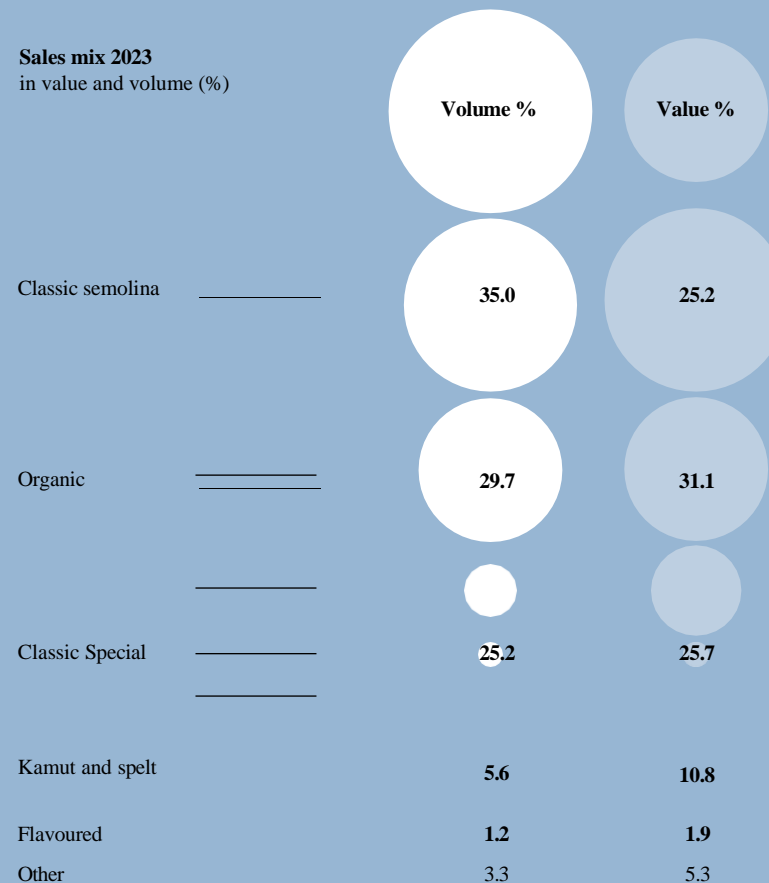 Sales mix 2023
in value and volume (%)
Volume % Value %
Classic semolina 35.0 25.2
Organic 29.7 31.1
Classic Special 25.2 25.7
Kamut and spelt 5.6 10.8
Flavoured 1.2 1.9
Other 3.3 5.3